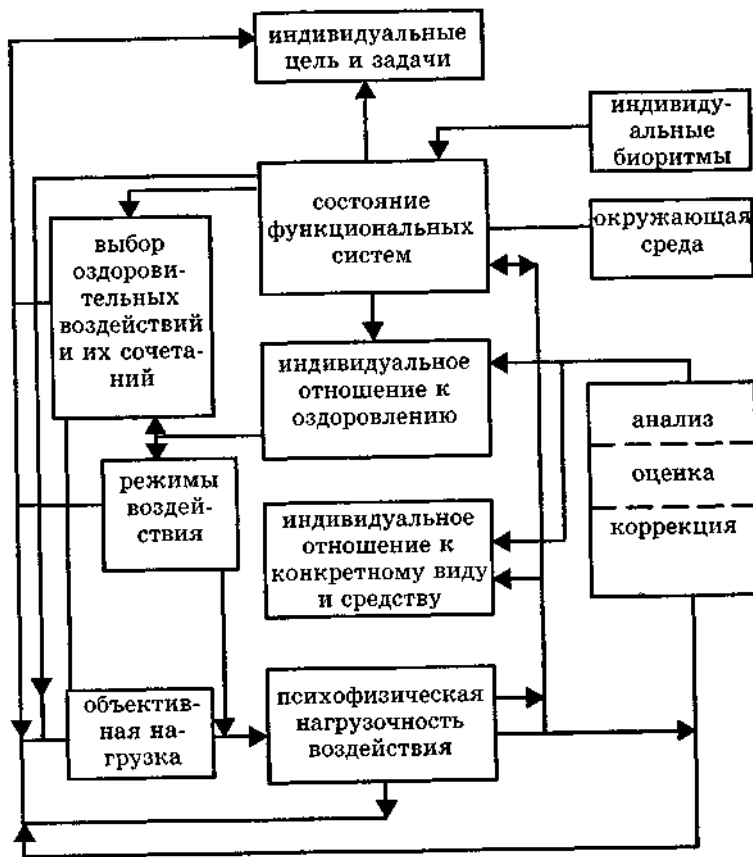 индивидуальные
цель и задачи
индивиду-
альные
биоритмы
состояние
функциональных
систем
окружающая
среда
выбор
оздорови-
тельных
воздействий
и их сочета-
ний
индивидуальное
отношение к
оздоровлению
анализ
оценка
коррекция
режимы
воздей-
ствия
индивидуальное
отношение к
конкретному виду
и средству
объектив-
ная на-
грузка
психофизическая
нагрузочность
воздействия